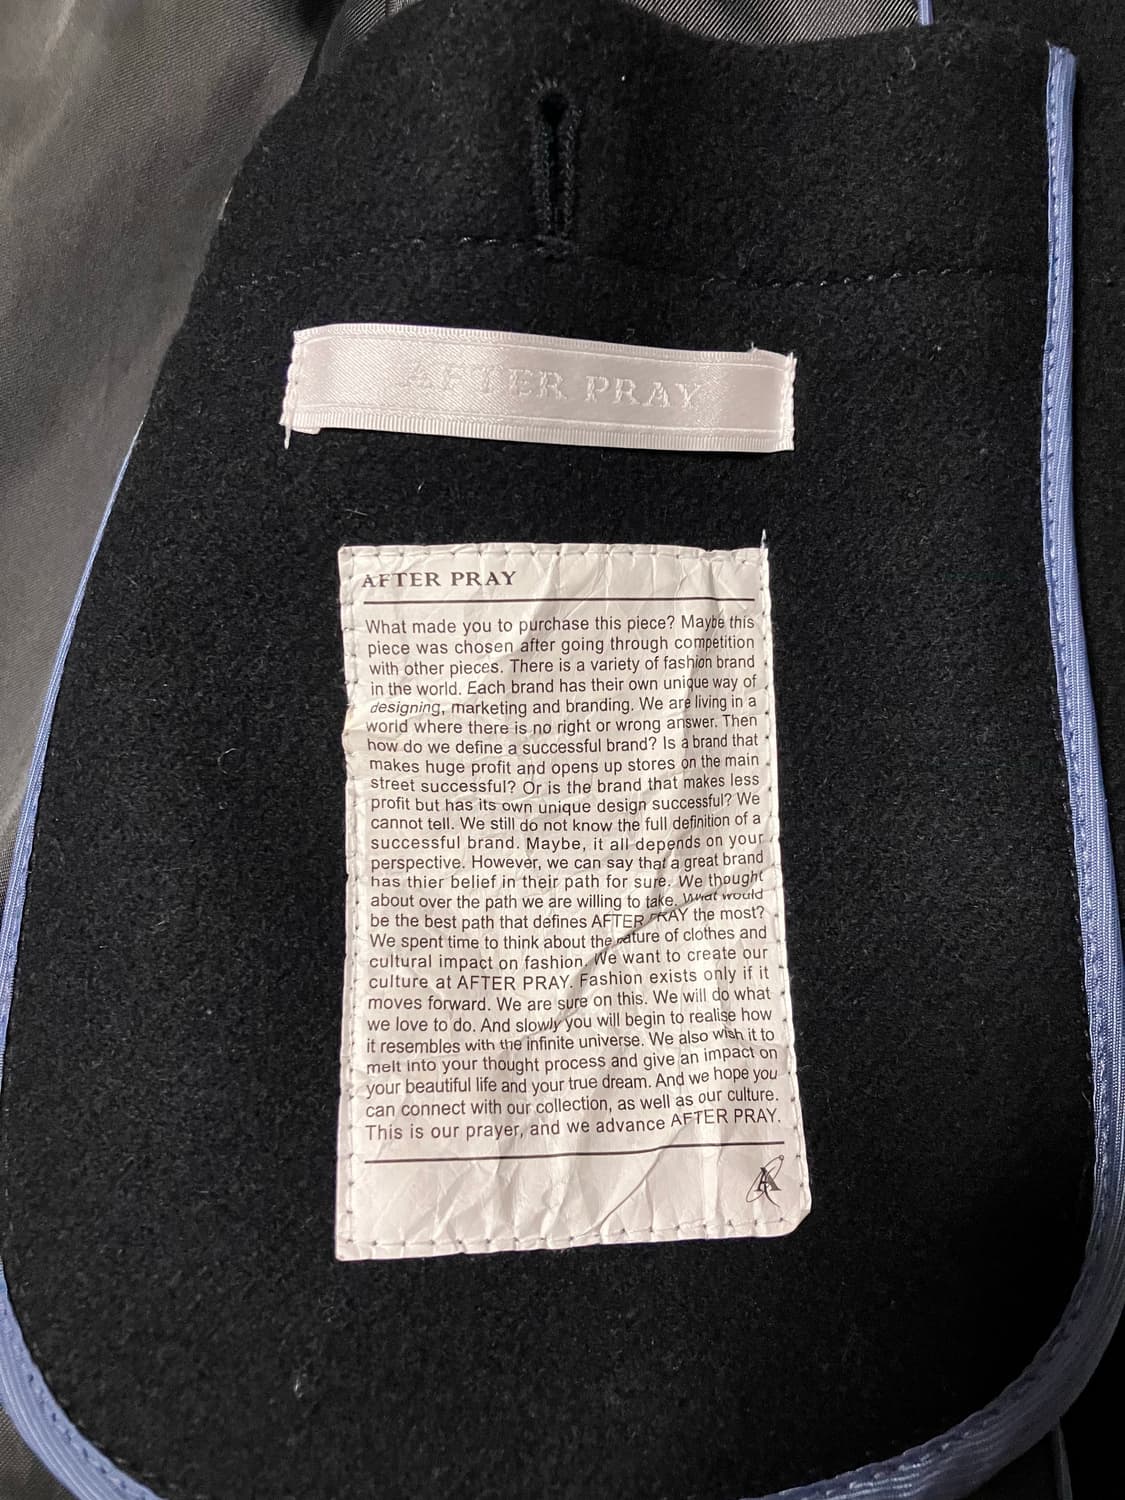 AFTER PRAY
AFTER PRAY
What made you to purchase this piece? Maybe this
piece was chosen after going through competition
with other pieces. There is a variety of fashion brand
in the world. Each brand has their own unique way of
designing, marketing and branding. We are living in a
world where there is no right or wrong answer. Then
how do we define a successful brand? Is a brand that
makes huge profit and opens up stores on the main
street successful? Or is the brand that makes less
profit but has its own unique design successful? We
cannot tell. We still do not know the full definition of a
successful brand. Maybe, it all depends on your
perspective. However, we can say that a great brand
has thier belief in their path for sure. We thought
about over the path we are willing to take. What would
be the best path that defines AFTER PRAY the most?
We spent time to think about the nature of clothes and
cultural impact on fashion. We want to create our
culture at AFTER PRAY. Fashion exists only if it
moves forward. We are sure on this. We will do what
we love to do. And slowly you will begin to realise how
it resembles with the infinite universe. We also wish it to
melt into your thought process and give an impact on
your beautiful life and your true dream. And we hope you
can connect with our collection, as well as our culture.
This is our prayer, and we advance AFTER PRAY.